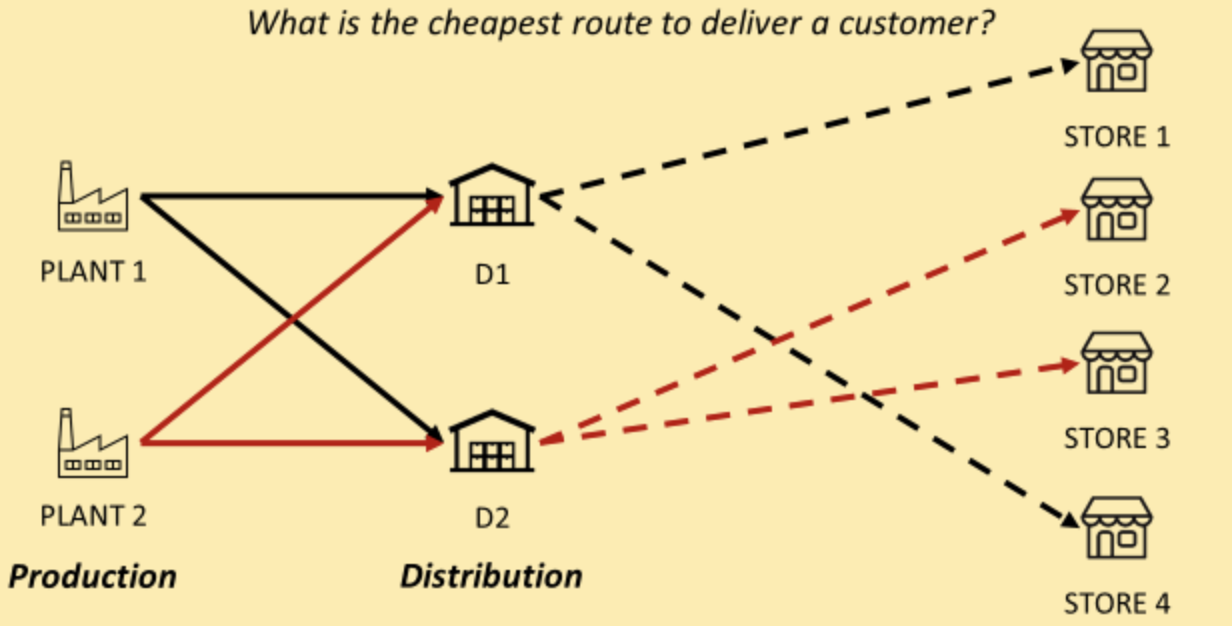 What is the cheapest route to deliver a customer?
STORE 1
STORE 2
PLANT 1
D1
STORE 3
PLANT 2
D2
Production
Distribution
STORE 4